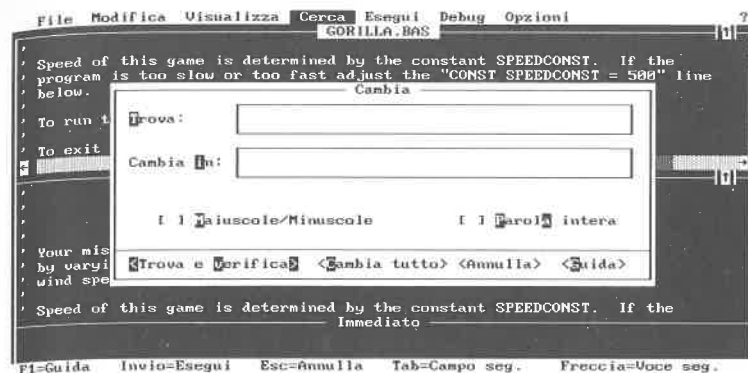 File Modifica Visualizza Cerca Esegui Debug Opzioni ?
GORILLA.BAS
'
' Speed of this game is determined by the constant SPEEDCONST. If the
' program is too slow or too fast adjust the "CONST SPEEDCONST = 500" line
' below.
Cambia
' To run t
Trova:
' To exit
Cambia In:
[ ] Maiuscole/Minuscole [ ] Parola intera
' Your mis
' by varyi
' wind spe
<Trova e Verifica> <Cambia tutto> <Annulla> <Guida>
' Speed of this game is determined by the constant SPEEDCONST. If the
Immediato
F1=Guida Invio=Esegui Esc=Annulla Tab=Campo seg. Freccia=Voce seg.